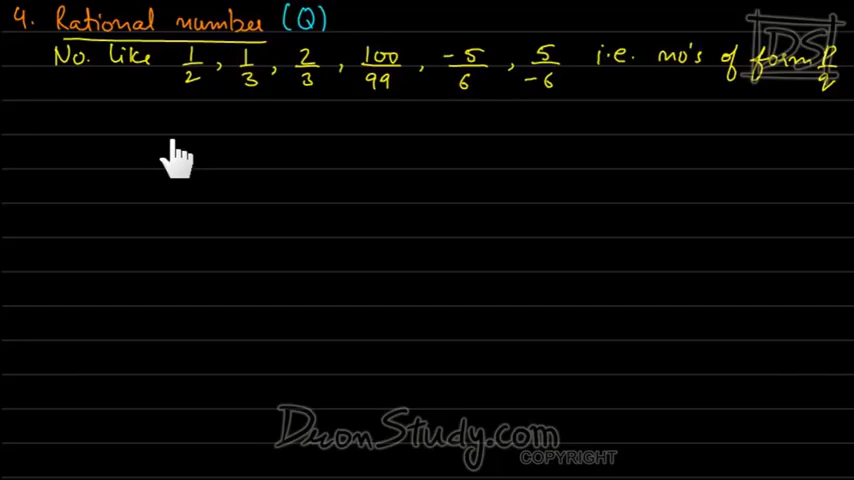 4. Rational number (Q)
No. like 1/2, 1/3, 2/3, 100/99, -5/6, 5/-6 i.e. no's of form p/q
DS
DronStudy.com
COPYRIGHT